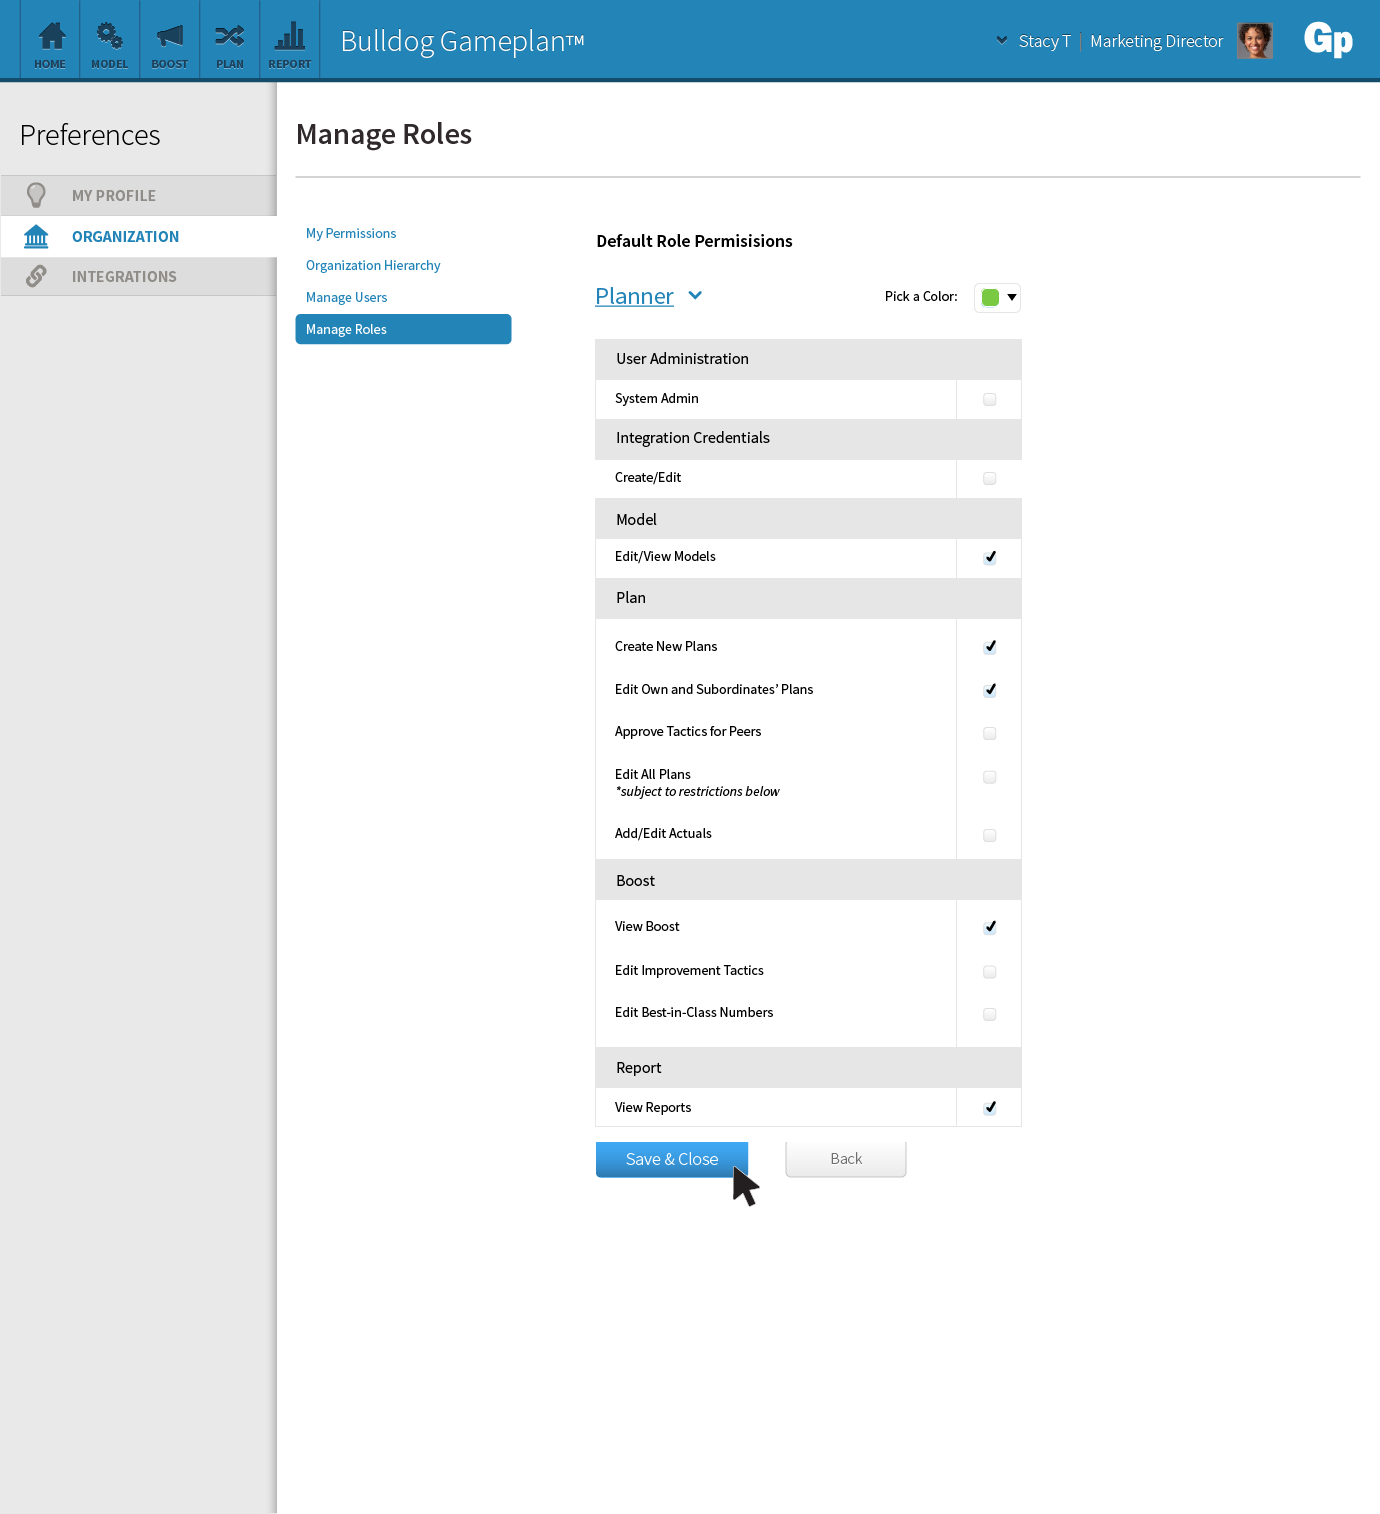 HOME
MODEL
BOOST
PLAN
REPORT
Bulldog Gameplan™
Stacy T | Marketing Director
Gp
Preferences
MY PROFILE
ORGANIZATION
INTEGRATIONS
Manage Roles
My Permissions
Organization Hierarchy
Manage Users
Manage Roles
Default Role Permisisions
Planner
Pick a Color:
User Administration
System Admin
Integration Credentials
Create/Edit
Model
Edit/View Models
Plan
Create New Plans
Edit Own and Subordinates’ Plans
Approve Tactics for Peers
Edit All Plans
*subject to restrictions below
Add/Edit Actuals
Boost
View Boost
Edit Improvement Tactics
Edit Best-in-Class Numbers
Report
View Reports
Save & Close
Back